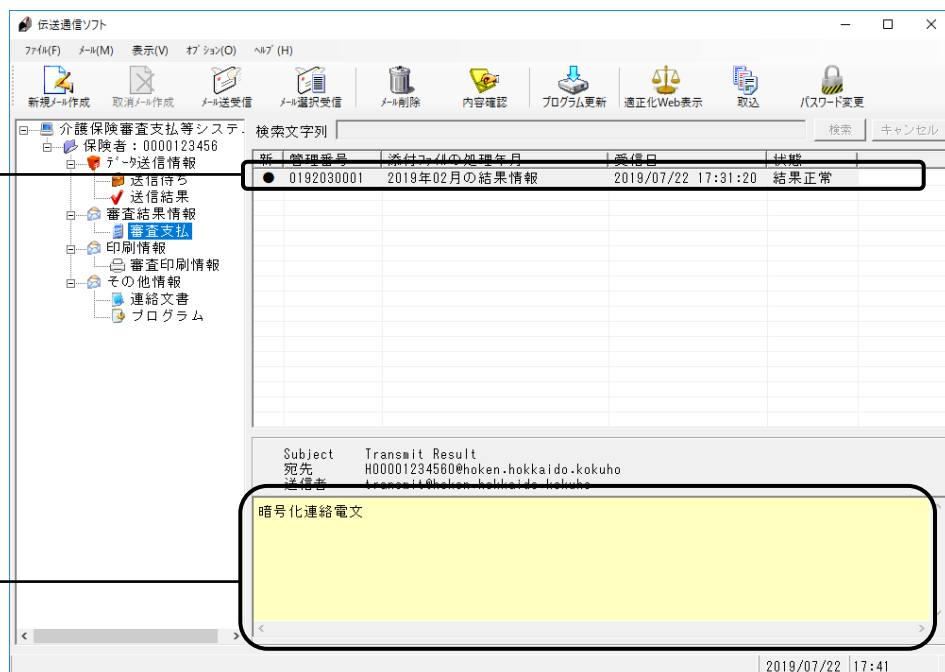 伝送通信ソフト
ﾌｧｲﾙ(F) ﾒｰﾙ(M) 表示(V) ｵﾌﾟｼｮﾝ(O) ﾍﾙﾌﾟ(H)
新規ﾒｰﾙ作成 取消ﾒｰﾙ作成 ﾒｰﾙ送受信 ﾒｰﾙ選択受信 ﾒｰﾙ削除 内容確認 ﾌﾟﾛｸﾞﾗﾑ更新 適正化Web表示 取込 ﾊﾟｽﾜｰﾄﾞ変更
介護保険審査支払等システ
保険者：0000123456
ﾃﾞｰﾀ送信情報
送信待ち
送信結果
審査結果情報
審査支払
印刷情報
審査印刷情報
その他情報
連絡文書
プログラム
検索文字列 検索 キャンセル
新 管理番号 添付ﾌｧｲﾙの処理年月 受信日 状態
● 0192030001 2019年02月の結果情報 2019/07/22 17:31:20 結果正常
Subject Transmit Result
宛先 H00001234560@hoken.hokkaido.kokuho
送信者 transmit@hoken.hokkaido.kokuho
暗号化連絡電文
2019/07/22 17:41